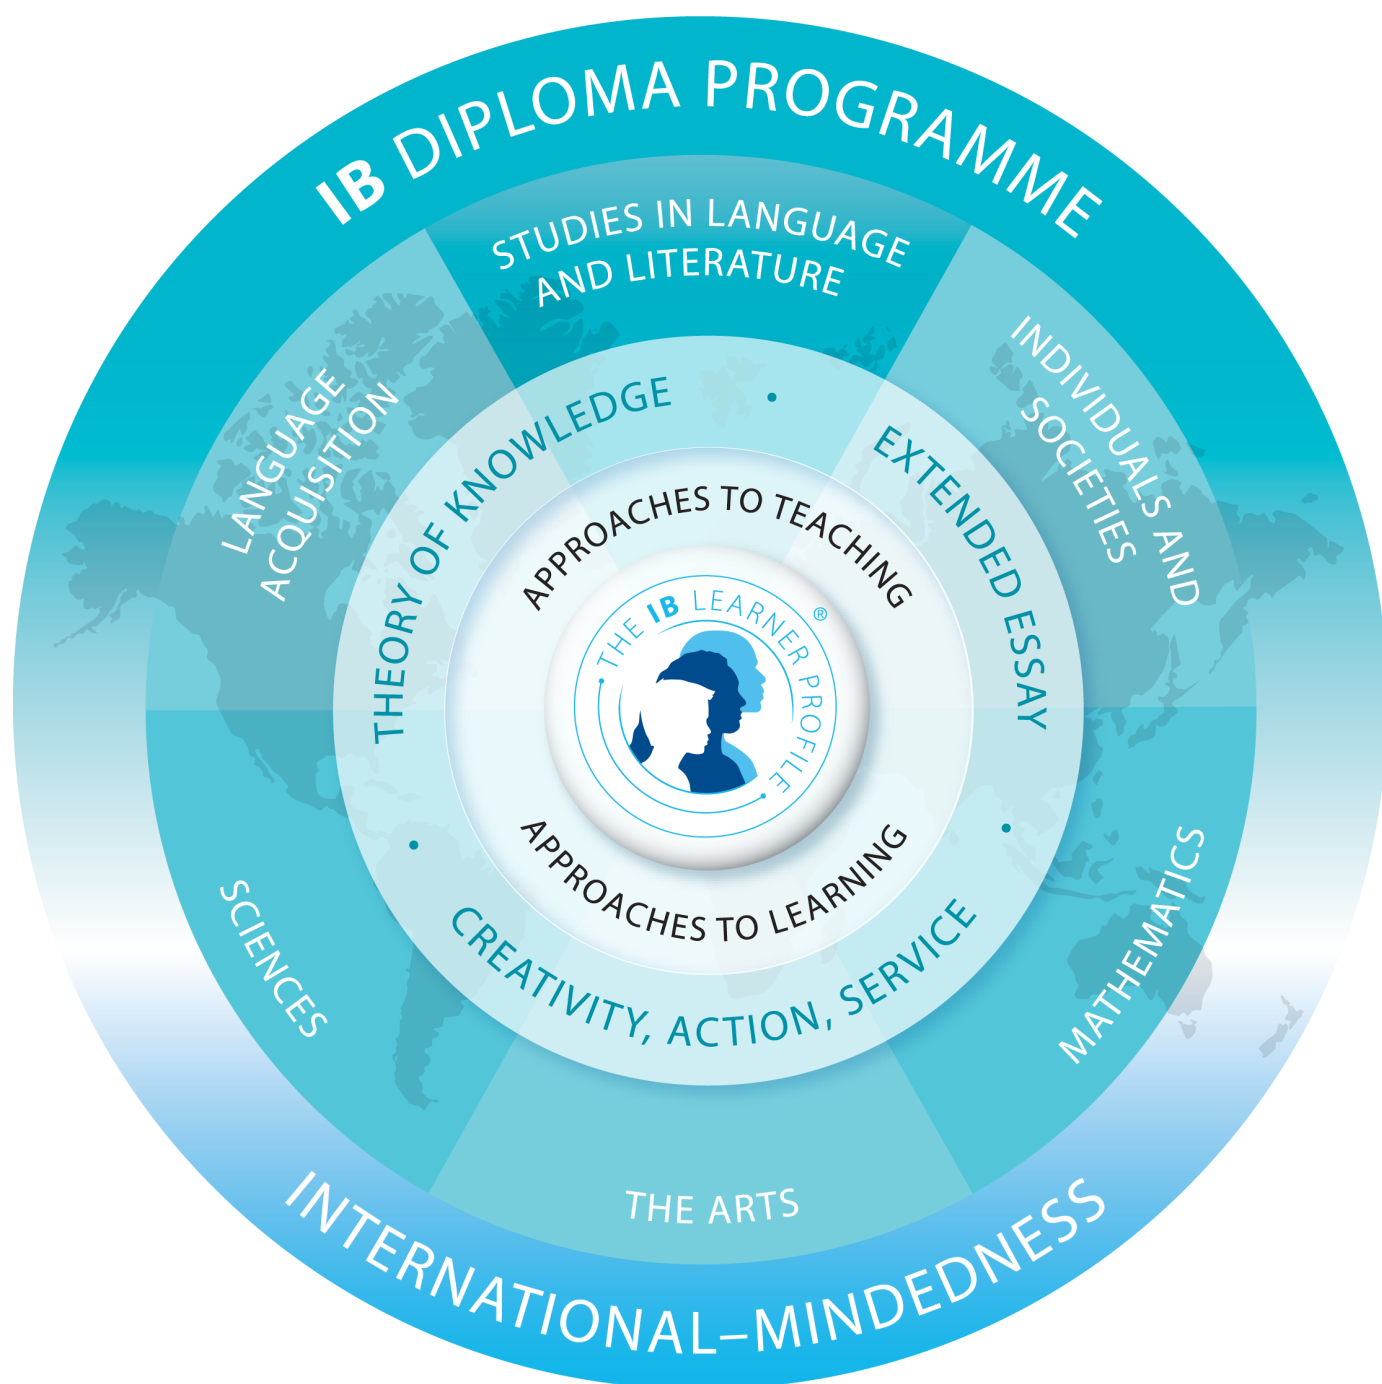 IB DIPLOMA PROGRAMME
STUDIES IN LANGUAGE
AND LITERATURE
LANGUAGE
ACQUISITION
INDIVIDUALS AND
SOCIETIES
THEORY OF KNOWLEDGE
EXTENDED ESSAY
APPROACHES TO TEACHING
THE IB LEARNER PROFILE ®
APPROACHES TO LEARNING
CREATIVITY, ACTION, SERVICE
SCIENCES
MATHEMATICS
THE ARTS
INTERNATIONAL–MINDEDNESS